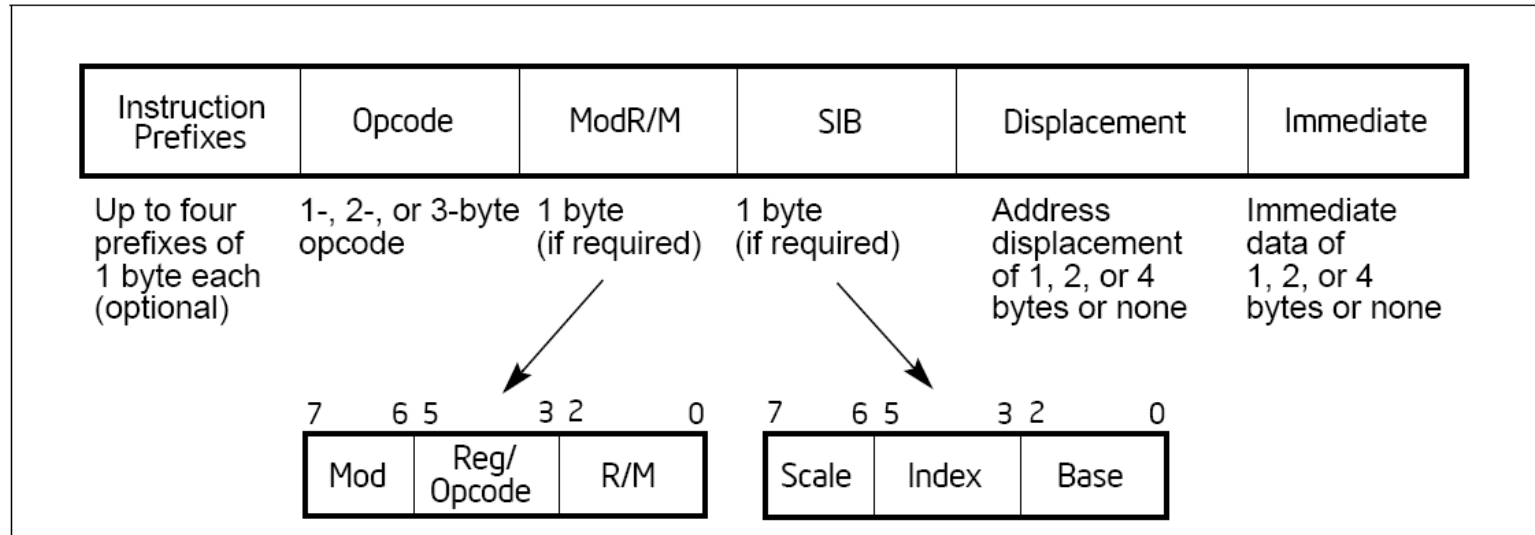 Instruction
Prefixes
Opcode
ModR/M
SIB
Displacement
Immediate
Up to four
prefixes of
1 byte each
(optional)
1-, 2-, or 3-byte
opcode
1 byte
(if required)
1 byte
(if required)
Address
displacement
of 1, 2, or 4
bytes or none
Immediate
data of
1, 2, or 4
bytes or none
7 6 5 3 2 0
Mod
Reg/
Opcode
R/M
7 6 5 3 2 0
Scale
Index
Base